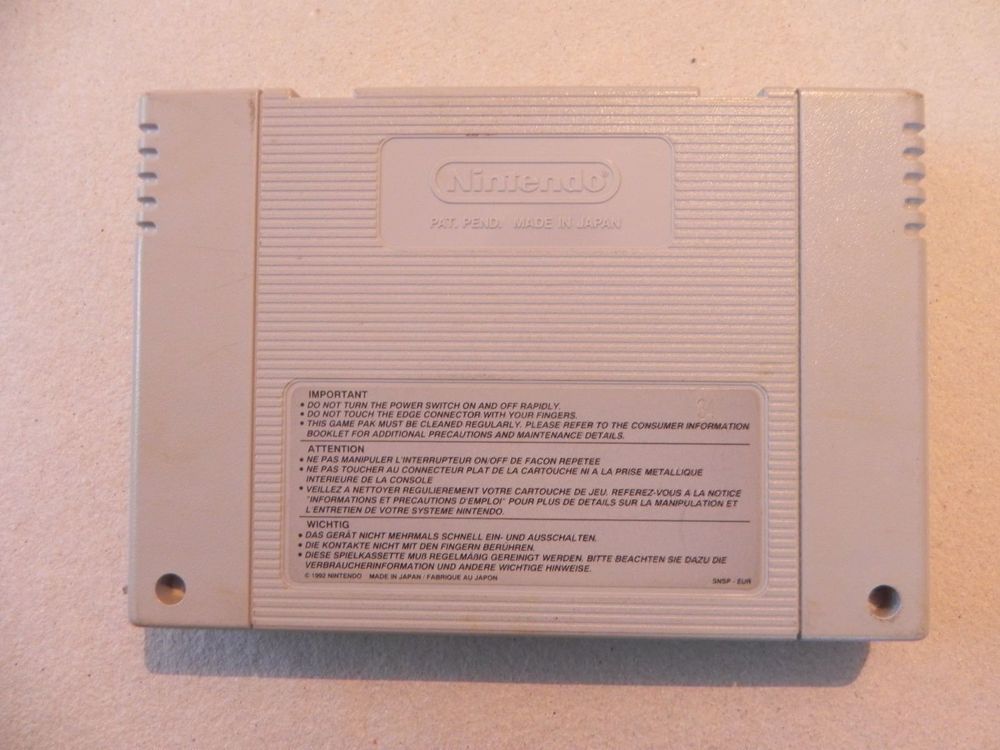 Nintendo®
PAT. PEND. MADE IN JAPAN
IMPORTANT
• DO NOT TURN THE POWER SWITCH ON AND OFF RAPIDLY.
• DO NOT TOUCH THE EDGE CONNECTOR WITH YOUR FINGERS.
• THIS GAME PAK MUST BE CLEANED REGULARLY. PLEASE REFER TO THE CONSUMER INFORMATION
BOOKLET FOR ADDITIONAL PRECAUTIONS AND MAINTENANCE DETAILS.
ATTENTION
• NE PAS MANIPULER L'INTERRUPTEUR ON/OFF DE FACON REPETEE
• NE PAS TOUCHER AU CONNECTEUR PLAT DE LA CARTOUCHE NI A LA PRISE METALLIQUE
INTERIEURE DE LA CONSOLE
• VEILLEZ A NETTOYER REGULIEREMENT VOTRE CARTOUCHE DE JEU. REFEREZ-VOUS A LA NOTICE
"INFORMATIONS ET PRECAUTIONS D'EMPLOI" POUR PLUS DE DETAILS SUR LA MANIPULATION ET
L'ENTRETIEN DE VOTRE SYSTEME NINTENDO.
WICHTIG
• DAS GERÄT NICHT MEHRMALS SCHNELL EIN- UND AUSSCHALTEN.
• DIE KONTAKTE NICHT MIT DEN FINGERN BERÜHREN.
• DIESE SPIELKASSETTE MUß REGELMÄßIG GEREINIGT WERDEN. BITTE BEACHTEN SIE DAZU DIE
VERBRAUCHERINFORMATION UND ANDERE WICHTIGE HINWEISE.
© 1992 NINTENDO MADE IN JAPAN / FABRIQUE AU JAPON SNSP - EUR